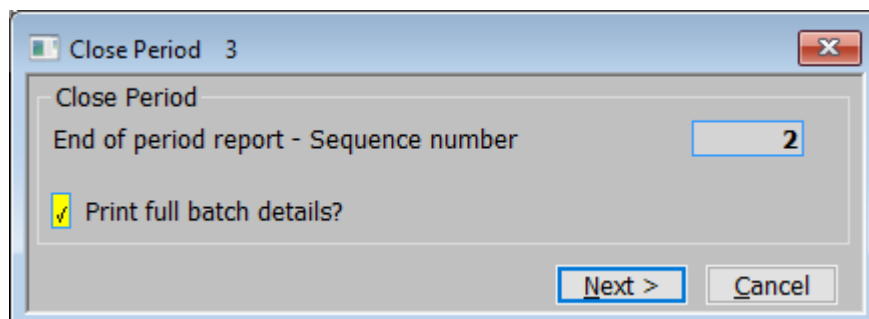 Close Period 3
Close Period
End of period report - Sequence number 2
Print full batch details?
Next > Cancel